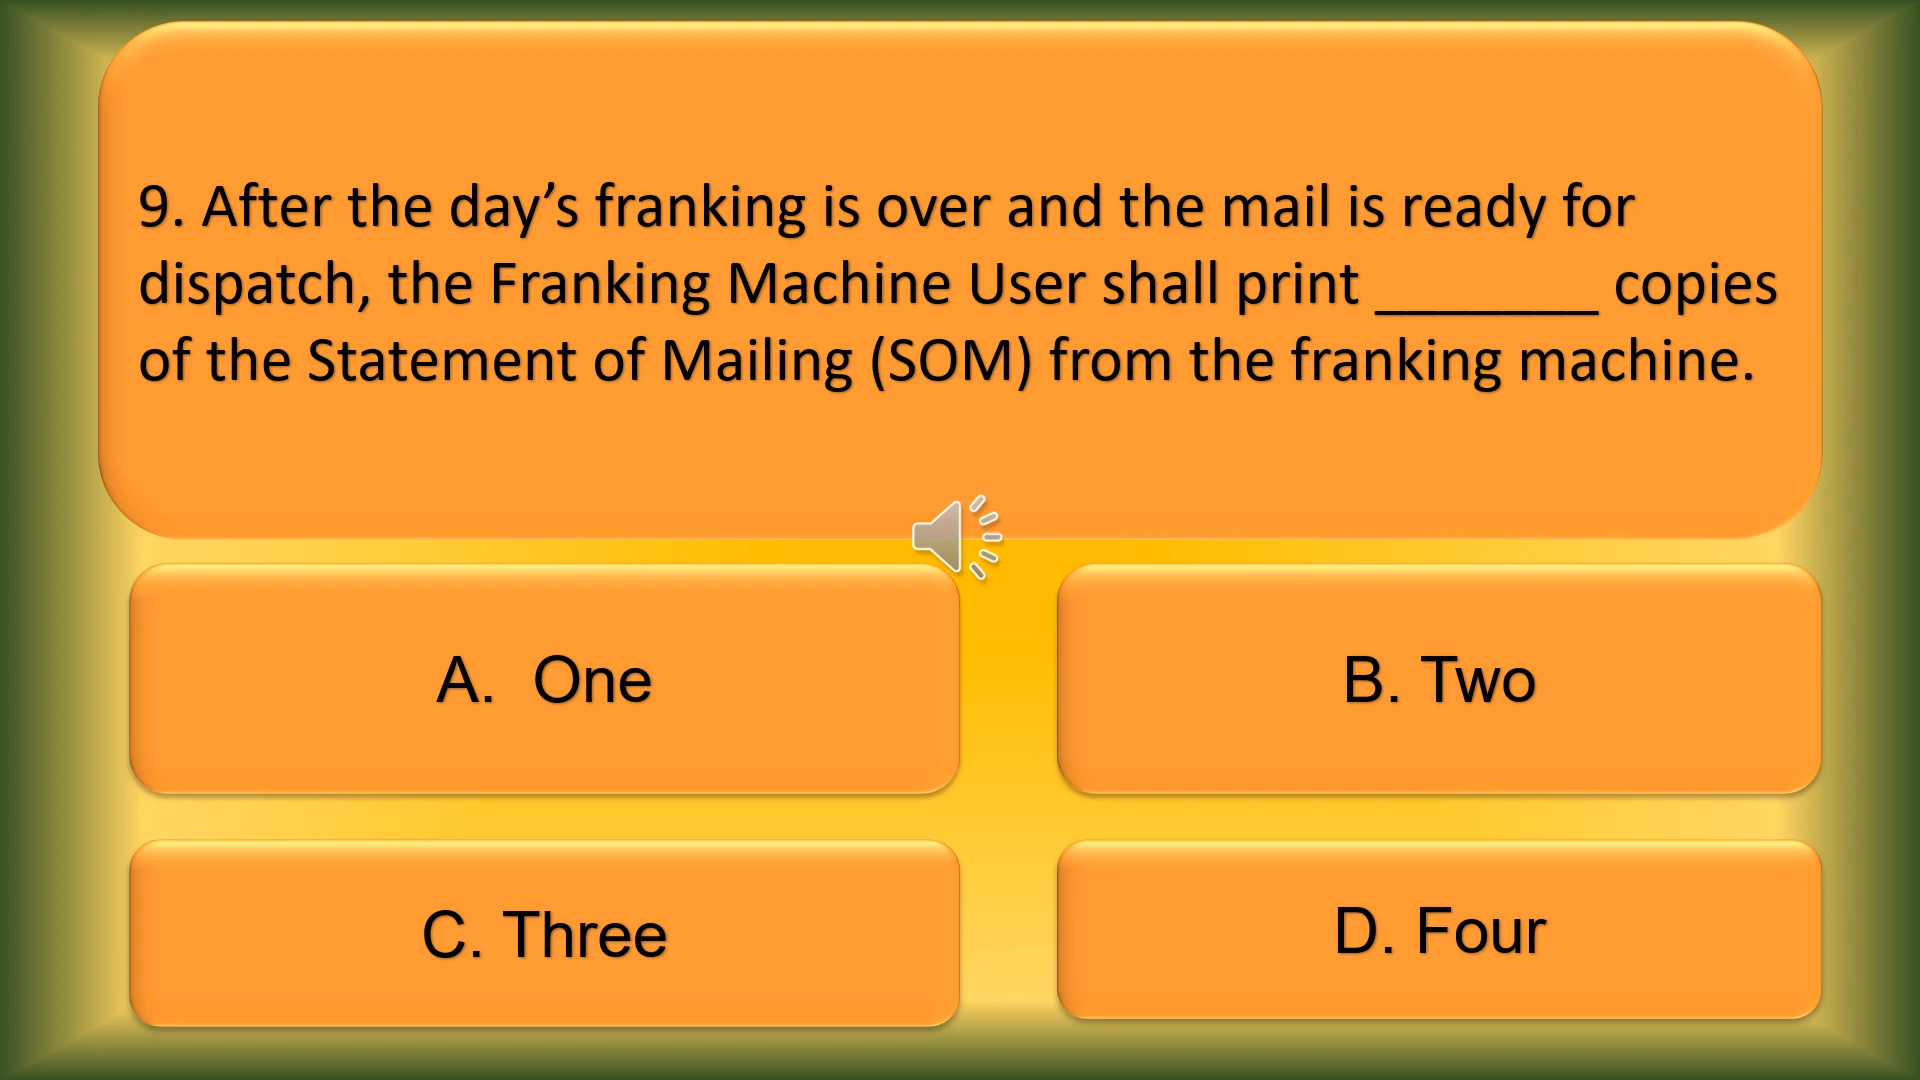 9. After the day’s franking is over and the mail is ready for
dispatch, the Franking Machine User shall print _______ copies
of the Statement of Mailing (SOM) from the franking machine.
A.  One
B. Two
C. Three
D. Four